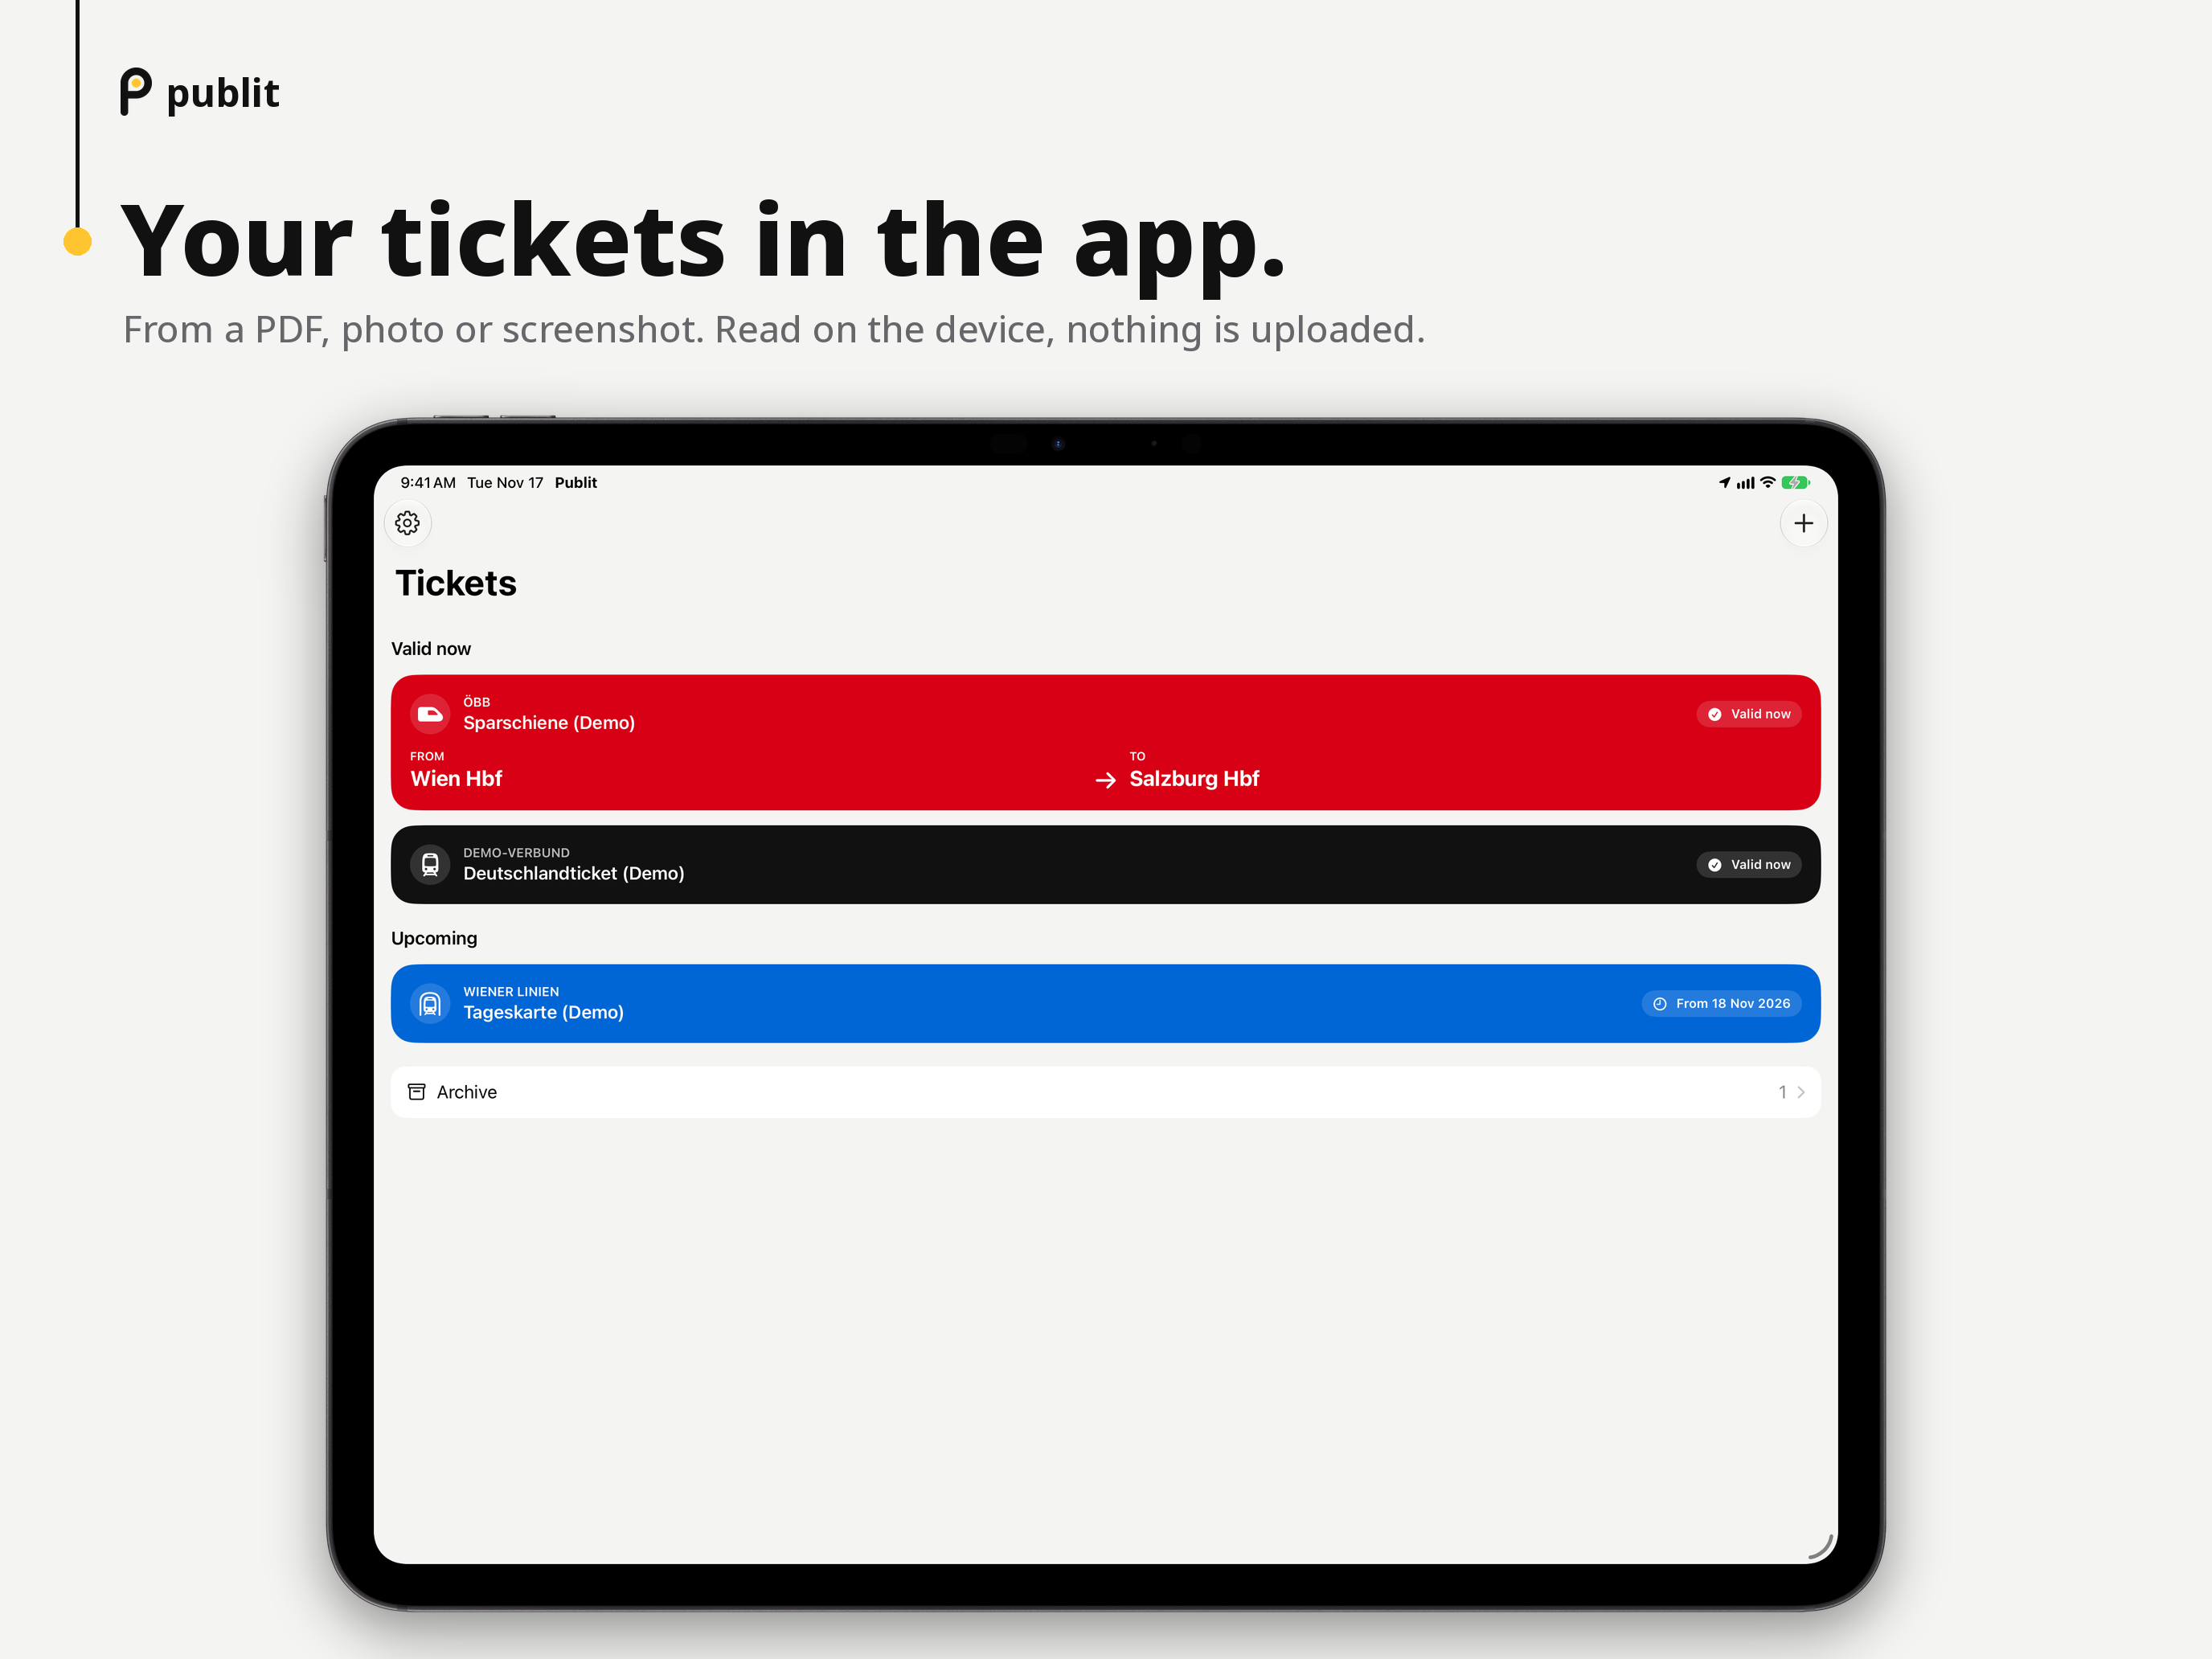 publit
Your tickets in the app.
From a PDF, photo or screenshot. Read on the device, nothing is uploaded.
9:41 AM Tue Nov 17 Publit
Tickets
Valid now
ÖBB
Sparschiene (Demo)
Valid now
FROM
Wien Hbf
TO
Salzburg Hbf
DEMO-VERBUND
Deutschlandticket (Demo)
Valid now
Upcoming
WIENER LINIEN
Tageskarte (Demo)
From 18 Nov 2026
Archive
1